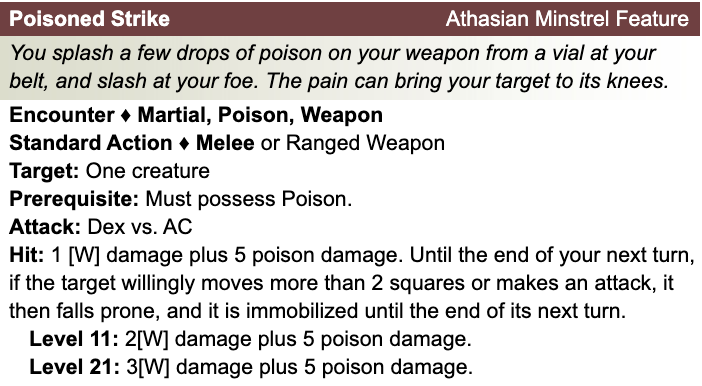 Poisoned Strike Athasian Minstrel Feature
You splash a few drops of poison on your weapon from a vial at your
belt, and slash at your foe. The pain can bring your target to its knees.
Encounter ♦ Martial, Poison, Weapon
Standard Action ♦ Melee or Ranged Weapon
Target: One creature
Prerequisite: Must possess Poison.
Attack: Dex vs. AC
Hit: 1 [W] damage plus 5 poison damage. Until the end of your next turn,
if the target willingly moves more than 2 squares or makes an attack, it
then falls prone, and it is immobilized until the end of its next turn.
Level 11: 2[W] damage plus 5 poison damage.
Level 21: 3[W] damage plus 5 poison damage.